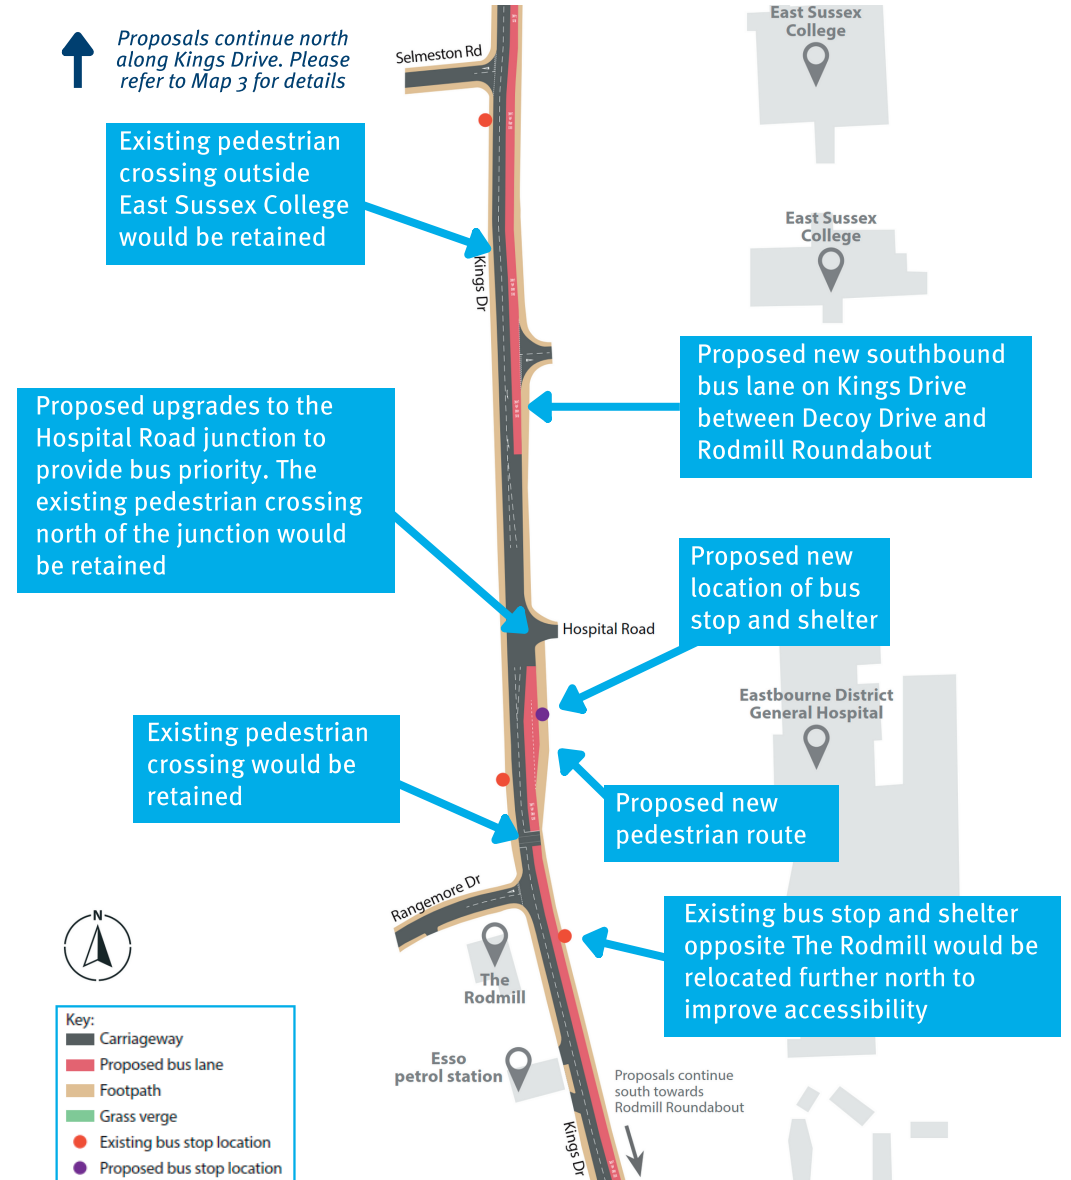 Proposals continue north
along Kings Drive. Please
refer to Map 3 for details
Selmeston Rd
East Sussex
College
Existing pedestrian
crossing outside
East Sussex College
would be retained
East Sussex
College
Kings Dr
Proposed new southbound
bus lane on Kings Drive
between Decoy Drive and
Rodmill Roundabout
Proposed upgrades to the
Hospital Road junction to
provide bus priority. The
existing pedestrian crossing
north of the junction would
be retained
Proposed new
location of bus
stop and shelter
Hospital Road
Eastbourne District
General Hospital
Existing pedestrian
crossing would be
retained
Proposed new
pedestrian route
Rangemore Dr
Existing bus stop and shelter
opposite The Rodmill would be
relocated further north to
improve accessibility
N
The
Rodmill
Esso
petrol station
Proposals continue
south towards
Rodmill Roundabout
Kings Dr
Key:
Carriageway
Proposed bus lane
Footpath
Grass verge
Existing bus stop location
Proposed bus stop location